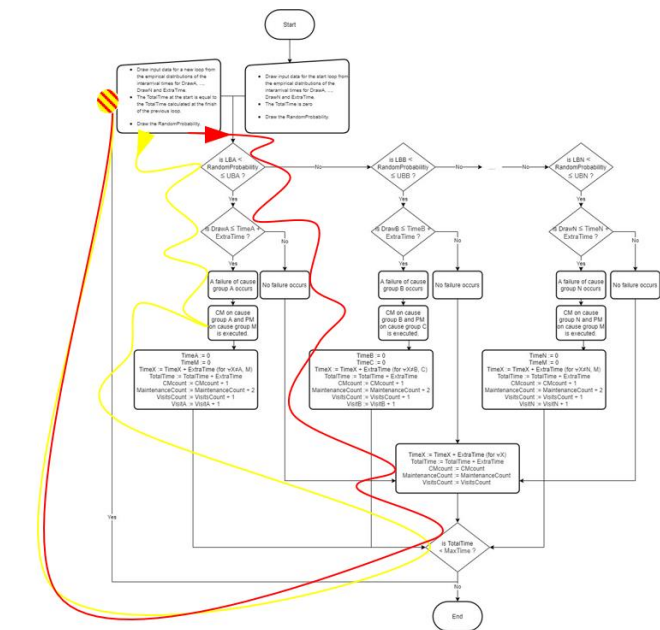 Start
• Draw input data for a new loop from
the empirical distributions of the
interarrival times for DrawA, ...,
DrawN and ExtraTime.
• The TotalTime at the start is equal to
the TotalTime calculated at the finish
of the previous loop.
• Draw the RandomProbability.
• Draw input data for the start loop from
the empirical distributions of the
interarrival times for DrawA, ...,
DrawN and ExtraTime.
• The TotalTime is zero
• Draw the RandomProbability.
is LBA <
RandomProbability
≤ UBA ?
No
is LBB <
RandomProbability
≤ UBB ?
No
....
No
is LBN <
RandomProbability
≤ UBN ?
Yes
Yes
Yes
is DrawA ≤ TimeA +
ExtraTime ?
No
is DrawB ≤ TimeB +
ExtraTime ?
No
is DrawN ≤ TimeN +
ExtraTime ?
No
Yes
Yes
Yes
A failure of cause
group A occurs
No failure occurs
A failure of cause
group B occurs
No failure occurs
A failure of cause
group N occurs
No failure occurs
CM on cause
group A and PM
on cause group M
is executed.
CM on cause
group B and PM
on cause group C
is executed.
CM on cause
group N and PM
on cause group M
is executed.
TimeA := 0
TimeM := 0
TimeX := TimeX + ExtraTime (for ∀X≠A, M)
TotalTime := TotalTime + ExtraTime
CMcount := CMcount + 1
MaintenanceCount := MaintenanceCount + 2
VisitsCount := VisitsCount + 1
VisitA := VisitA + 1
TimeB := 0
TimeC := 0
TimeX := TimeX + ExtraTime (for ∀X≠B, C)
TotalTime := TotalTime + ExtraTime
CMcount := CMcount + 1
MaintenanceCount := MaintenanceCount + 2
VisitsCount := VisitsCount + 1
VisitB := VisitB + 1
TimeN := 0
TimeM := 0
TimeX := TimeX + ExtraTime (for ∀X≠N, M)
TotalTime := TotalTime + ExtraTime
CMcount := CMcount + 1
MaintenanceCount := MaintenanceCount + 2
VisitsCount := VisitsCount + 1
VisitN := VisitN + 1
TimeX := TimeX + ExtraTime (for ∀X)
TotalTime := TotalTime + ExtraTime
CMcount := CMcount
MaintenanceCount := MaintenanceCount
VisitsCount := VisitsCount
Yes
is TotalTime
< MaxTime ?
No
End